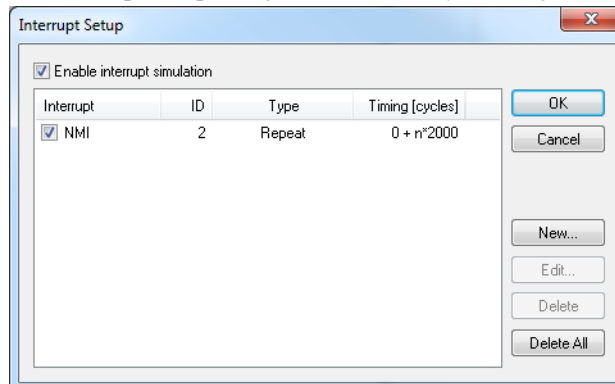 Interrupt Setup
x
Enable interrupt simulation
Interrupt ID Type Timing [cycles]
NMI 2 Repeat 0 + n*2000
OK
Cancel
New...
Edit...
Delete
Delete All